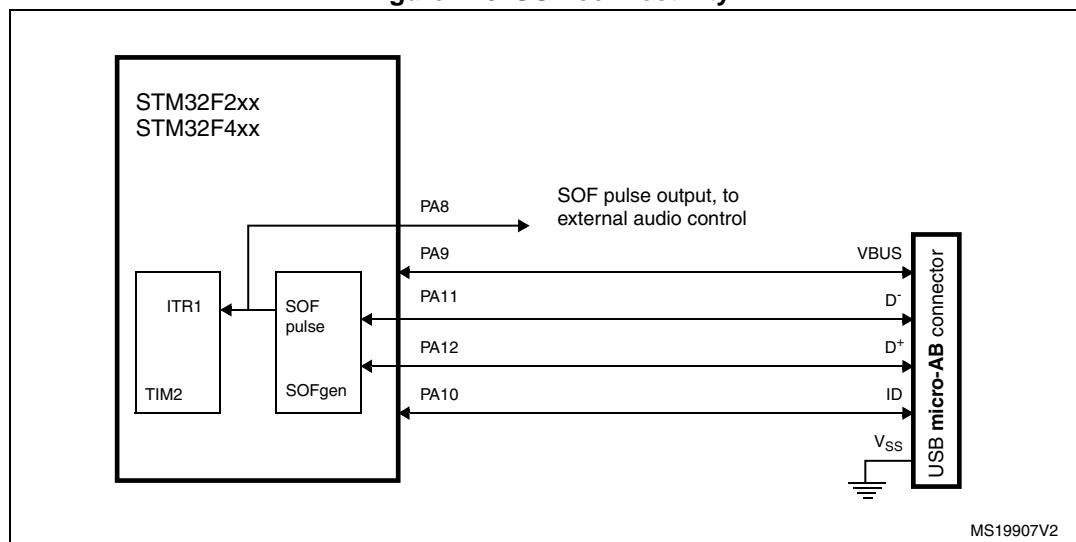 STM32F2xx
STM32F4xx
PA8
SOF pulse output, to
external audio control
PA9
VBUS
ITR1
SOF
pulse
PA11
D-
PA12
D+
TIM2
SOFgen
PA10
ID
VSS
USB micro-AB connector
MS19907V2